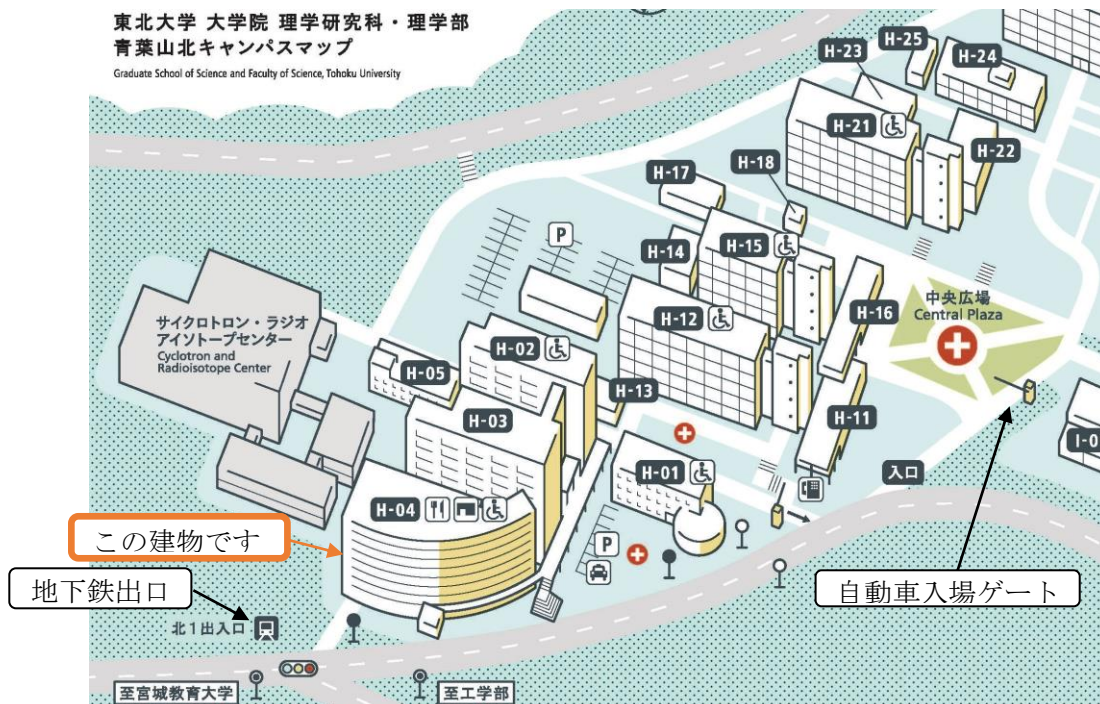 東北大学 大学院 理学研究科・理学部
青葉山北キャンパスマップ
Graduate School of Science and Faculty of Science, Tohoku University
H-25
H-23
H-24
H-21
H-22
H-18
H-17
P
H-14
H-15
中央広場
Central Plaza
サイクロトロン・ラジオ
アイソトープセンター
Cyclotron and
Radioisotope Center
H-16
H-12
H-02
H-05
H-13
H-03
H-11
I-0
H-01
入口
H-04
この建物です
P
地下鉄出口
自動車入場ゲート
北1出入口
至宮城教育大学
至工学部